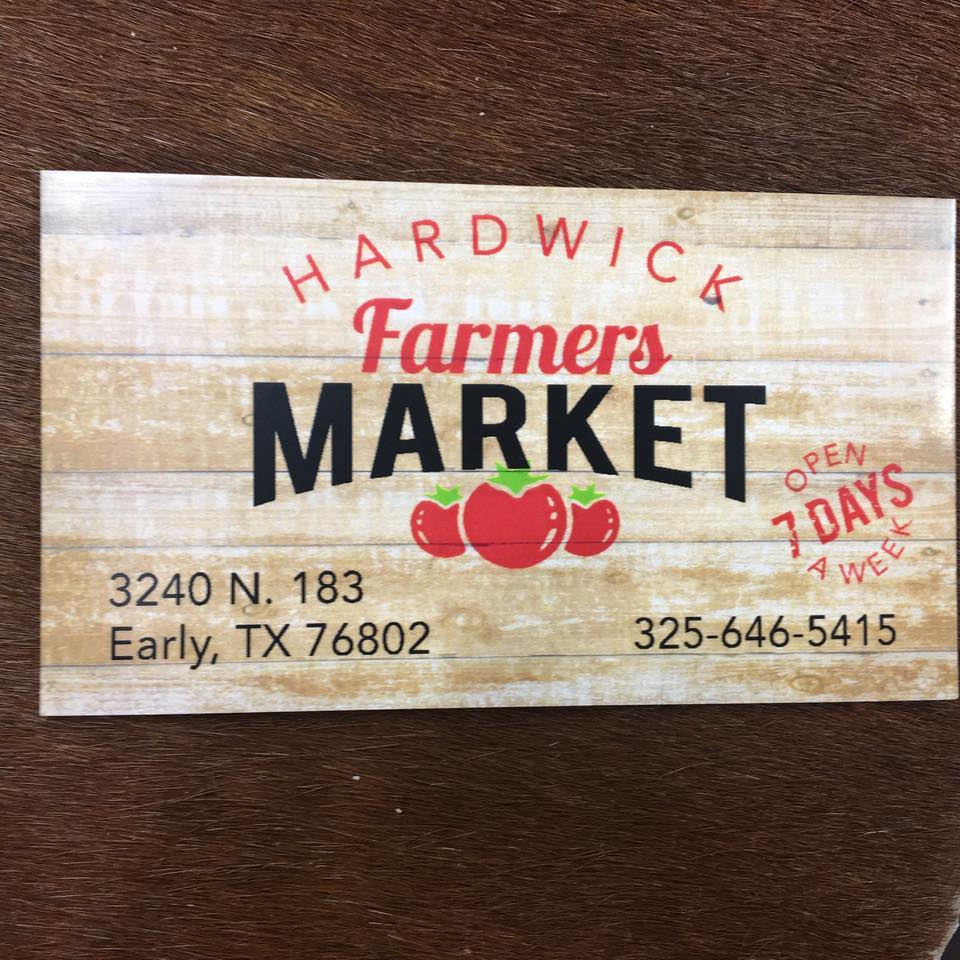 HARDWICK
Farmers
MARKET
OPEN
7 DAYS
A WEEK
3240 N. 183
Early, TX 76802
325-646-5415